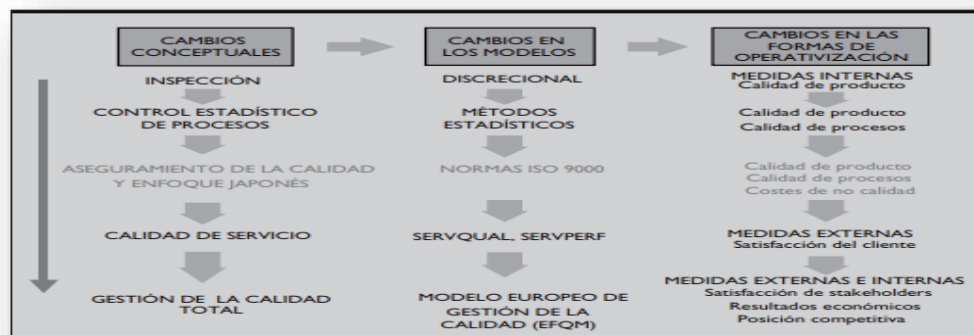 CAMBIOS
CONCEPTUALES
CAMBIOS EN
LOS MODELOS
CAMBIOS EN LAS
FORMAS DE
OPERATIVIZACIÓN
INSPECCIÓN
DISCRECIONAL
MEDIDAS INTERNAS
Calidad de producto
CONTROL ESTADÍSTICO
DE PROCESOS
MÉTODOS
ESTADÍSTICOS
Calidad de producto
Calidad de procesos
ASEGURAMIENTO DE LA CALIDAD
Y ENFOQUE JAPONÉS
NORMAS ISO 9000
Calidad de producto
Calidad de procesos
Costes de no calidad
CALIDAD DE SERVICIO
SERVQUAL, SERVPERF
MEDIDAS EXTERNAS
Satisfacción del cliente
GESTIÓN DE LA CALIDAD
TOTAL
MODELO EUROPEO DE
GESTIÓN DE LA
CALIDAD (EFQM)
MEDIDAS EXTERNAS E INTERNAS
Satisfacción de stakeholders
Resultados económicos
Posición competitiva